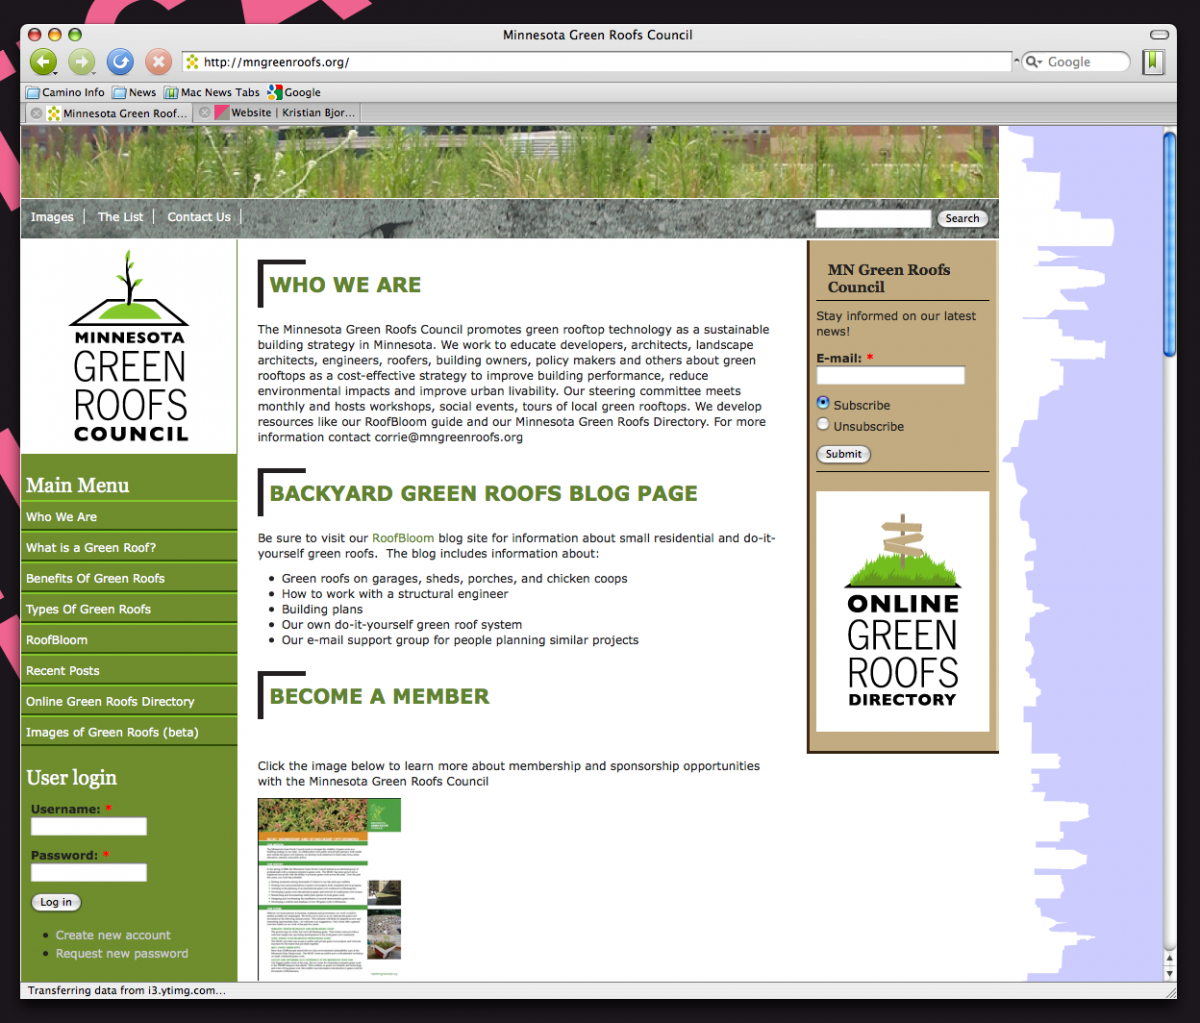 Minnesota Green Roofs Council
http://mngreenroofs.org/
Google
Camino Info
News
Mac News Tabs
Google
Minnesota Green Roof...
Website | Kristian Bjor...
Images
The List
Contact Us
Search
MINNESOTA
GREEN
ROOFS
COUNCIL
Main Menu
Who We Are
What is a Green Roof?
Benefits Of Green Roofs
Types Of Green Roofs
RoofBloom
Recent Posts
Online Green Roofs Directory
Images of Green Roofs (beta)
User login
Username: *
Password: *
Log in
Create new account
Request new password
WHO WE ARE
The Minnesota Green Roofs Council promotes green rooftop technology as a sustainable
building strategy in Minnesota. We work to educate developers, architects, landscape
architects, engineers, roofers, building owners, policy makers and others about green
rooftops as a cost-effective strategy to improve building performance, reduce
environmental impacts and improve urban livability. Our steering committee meets
monthly and hosts workshops, social events, tours of local green rooftops. We develop
resources like our RoofBloom guide and our Minnesota Green Roofs Directory. For more
information contact corrie@mngreenroofs.org
BACKYARD GREEN ROOFS BLOG PAGE
Be sure to visit our RoofBloom blog site for information about small residential and do-it-
yourself green roofs.  The blog includes information about:
Green roofs on garages, sheds, porches, and chicken coops
How to work with a structural engineer
Building plans
Our own do-it-yourself green roof system
Our e-mail support group for people planning similar projects
BECOME A MEMBER
Click the image below to learn more about membership and sponsorship opportunities
with the Minnesota Green Roofs Council
MN Green Roofs
Council
Stay informed on our latest
news!
E-mail: *
Subscribe
Unsubscribe
Submit
ONLINE
GREEN
ROOFS
DIRECTORY
Transferring data from i3.ytimg.com...